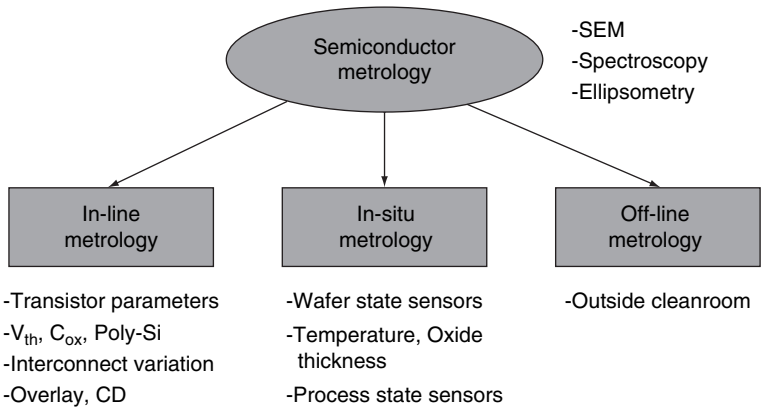 Semiconductor
metrology
-SEM
-Spectroscopy
-Ellipsometry
In-line
metrology
In-situ
metrology
Off-line
metrology
-Transistor parameters
-Vth, Cox, Poly-Si
-Interconnect variation
-Overlay, CD
-Wafer state sensors
-Temperature, Oxide
thickness
-Process state sensors
-Outside cleanroom